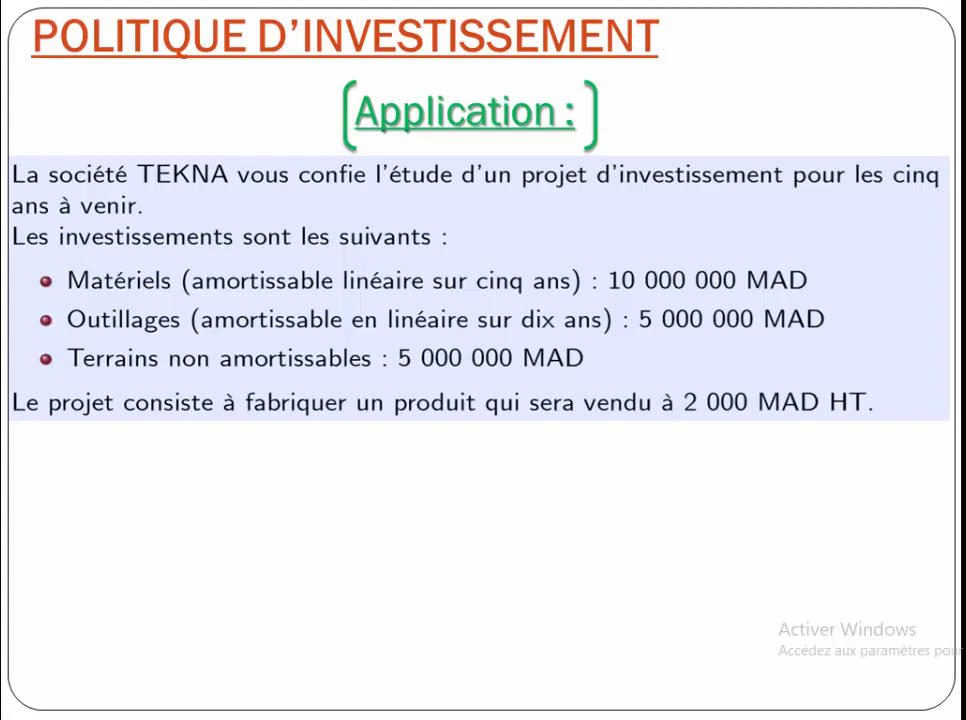 POLITIQUE D'INVESTISSEMENT
Application :
La société TEKNA vous confie l'étude d'un projet d'investissement pour les cinq
ans à venir.
Les investissements sont les suivants :
Matériels (amortissable linéaire sur cinq ans) : 10 000 000 MAD
Outillages (amortissable en linéaire sur dix ans) : 5 000 000 MAD
Terrains non amortissables : 5 000 000 MAD
Le projet consiste à fabriquer un produit qui sera vendu à 2 000 MAD HT.
Activer Windows
Accédez aux paramètres pour